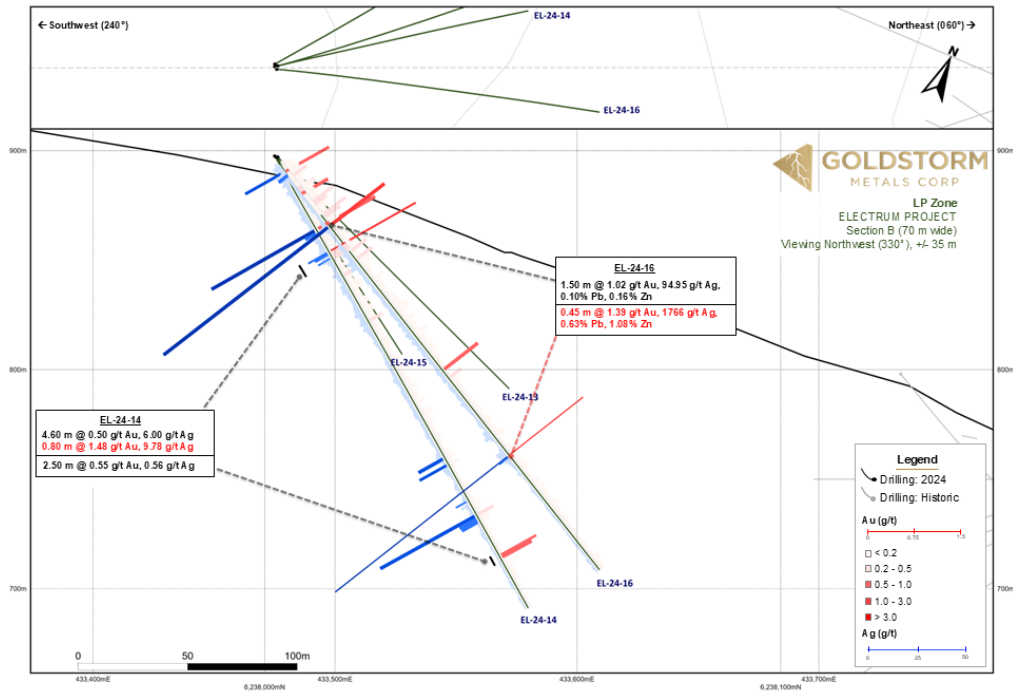 ← Southwest (240°)
Northeast (060°) →
EL-24-14
N
EL-24-16
900m
900m
GOLDSTORM
METALS CORP
LP Zone
ELECTRUM PROJECT
Section B (70 m wide)
Viewing Northwest (330°), +/- 35 m
EL-24-16
1.50 m @ 1.02 g/t Au, 94.95 g/t Ag,
0.10% Pb, 0.16% Zn
0.45 m @ 1.39 g/t Au, 1766 g/t Ag,
0.63% Pb, 1.08% Zn
EL-24-15
800m
800m
EL-24-13
EL-24-14
4.60 m @ 0.50 g/t Au, 6.00 g/t Ag
0.80 m @ 1.48 g/t Au, 9.78 g/t Ag
2.50 m @ 0.55 g/t Au, 0.56 g/t Ag
Legend
Drilling: 2024
Drilling: Historic
Au (g/t)
0 0.75 1.5
< 0.2
0.2 - 0.5
0.5 - 1.0
1.0 - 3.0
> 3.0
Ag (g/t)
0 25 50
700m
700m
EL-24-16
EL-24-14
0 50 100m
433,400mE
433,500mE
433,600mE
433,700mE
6,238,000mN
6,238,100mN